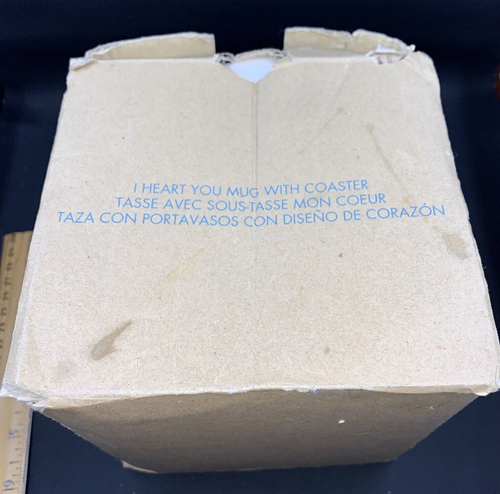 I HEART YOU MUG WITH COASTER
TASSE AVEC SOUS-TASSE MON COEUR
TAZA CON PORTAVASOS CON DISEÑO DE CORAZÓN